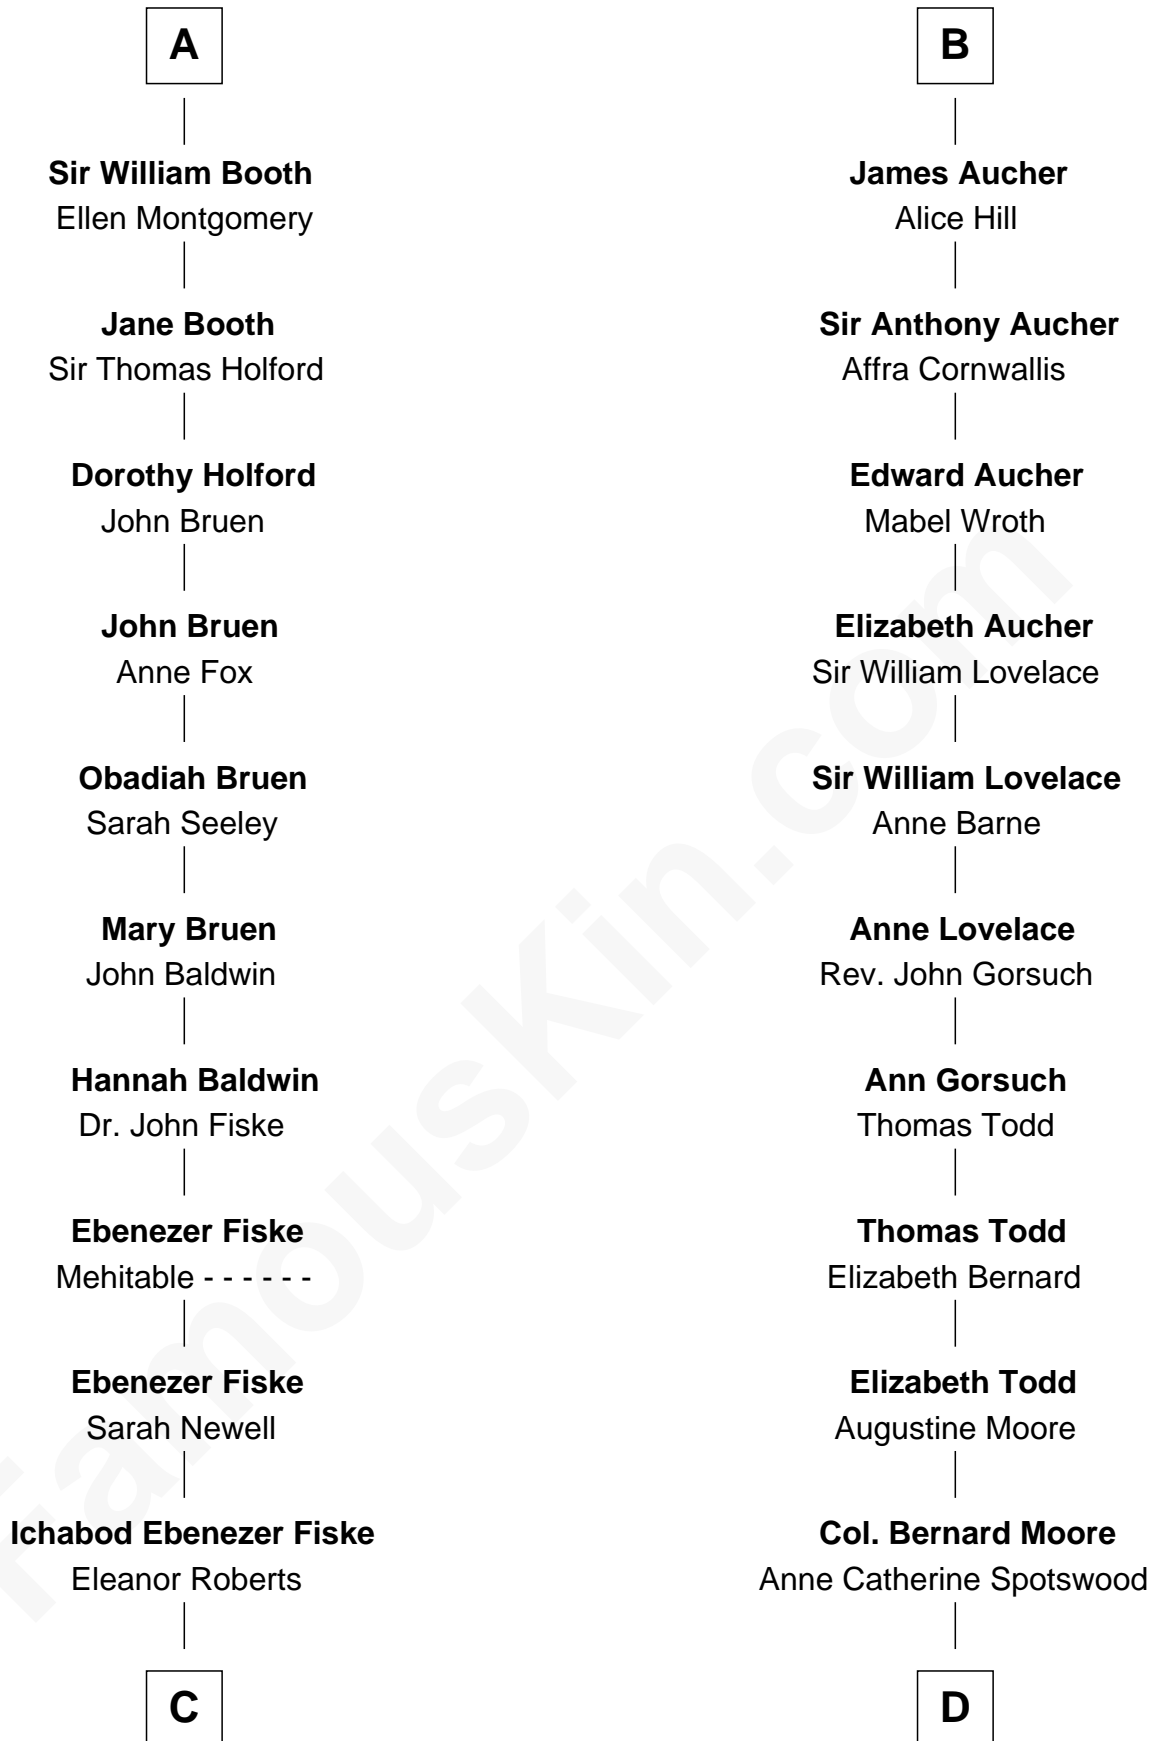 A
Sir William Booth
Ellen Montgomery
Jane Booth
Sir Thomas Holford
Dorothy Holford
John Bruen
John Bruen
Anne Fox
Obadiah Bruen
Sarah Seeley
Mary Bruen
John Baldwin
Hannah Baldwin
Dr. John Fiske
Ebenezer Fiske
Mehitable - - - - - -
Ebenezer Fiske
Sarah Newell
Ichabod Ebenezer Fiske
Eleanor Roberts
C
B
James Aucher
Alice Hill
Sir Anthony Aucher
Affra Cornwallis
Edward Aucher
Mabel Wroth
Elizabeth Aucher
Sir William Lovelace
Sir William Lovelace
Anne Barne
Anne Lovelace
Rev. John Gorsuch
Ann Gorsuch
Thomas Todd
Thomas Todd
Elizabeth Bernard
Elizabeth Todd
Augustine Moore
Col. Bernard Moore
Anne Catherine Spotswood
D
FamousKin.com